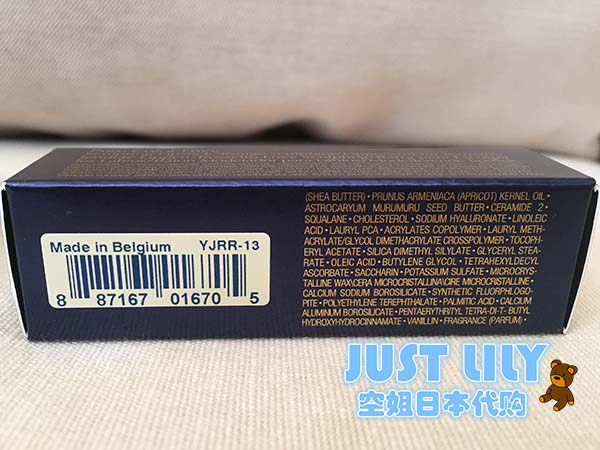 (SHEA BUTTER) • PRUNUS ARMENIACA (APRICOT) KERNEL OIL •
ASTROCARYUM MURUMURU SEED BUTTER • CERAMIDE 2 •
SQUALANE • CHOLESTEROL • SODIUM HYALURONATE • LINOLEIC
ACID • LAURYL PCA • ACRYLATES COPOLYMER • LAURYL METH-
ACRYLATE/GLYCOL DIMETHACRYLATE CROSSPOLYMER • TOCOPH-
ERYL ACETATE • SILICA DIMETHYL SILYLATE • GLYCERYL STEA-
RATE • OLEIC ACID • BUTYLENE GLYCOL • TETRAHEXYLDECYL
ASCORBATE • SACCHARIN • POTASSIUM SULFATE • MICROCRYS-
TALLINE WAX\CERA MICROCRISTALLINA\CIRE MICROCRISTALLINE •
CALCIUM SODIUM BOROSILICATE • SYNTHETIC FLUORPHLOGO-
PITE • POLYETHYLENE TEREPHTHALATE • PALMITIC ACID • CALCIUM
ALUMINUM BOROSILICATE • PENTAERYTHRITYL TETRA-DI-T- BUTYL
HYDROXYHYDROCINNAMATE • VANILLIN • FRAGRANCE (PARFUM) •
Made in Belgium YJRR-13
8 87167 01670 5
JUST LILY
空姐日本代购